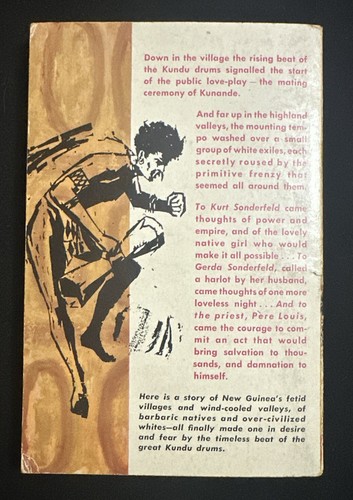 Down in the village the rising beat of
the Kundu drums signalled the start
of the public love-play — the mating
ceremony of Kunande.
And far up in the highland
valleys, the mounting tem-
po washed over a small
group of white exiles, each
secretly roused by the
primitive frenzy that
seemed all around them.
To Kurt Sonderfeld came
thoughts of power and
empire, and of the lovely
native girl who would
make it all possible . . . To
Gerda Sonderfeld, called
a harlot by her husband,
came thoughts of one more
loveless night . . . And to
the priest, Père Louis,
came the courage to com-
mit an act that would
bring salvation to thou-
sands, and damnation to
himself.
Here is a story of New Guinea's fetid
villages and wind-cooled valleys, of
barbaric natives and over-civilized
whites—all finally made one in desire
and fear by the timeless beat of the
great Kundu drums.